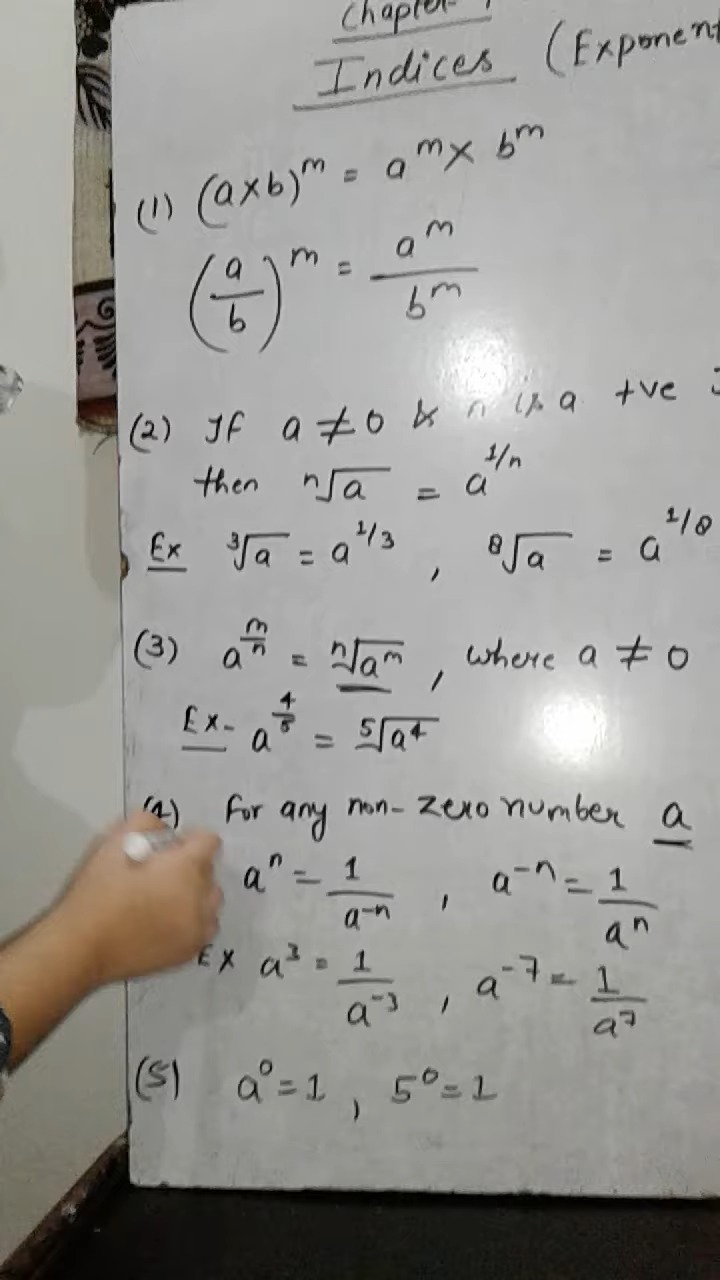 Chapter
Indices (Exponent
(1) (a×b)^m = a^m × b^m
(a/b)^m = a^m/b^m
(2) If a ≠ 0 & n is a +ve
then ⁿ√a = a^1/n
Ex ³√a = a^1/3 , ⁸√a = a^1/8
(3) a^m/n = ⁿ√a^m , where a ≠ 0
Ex- a^4/5 = ⁵√a^4
(4) For any non-zero number a
a^n = 1/a^-n , a^-n = 1/a^n
Ex a^3 = 1/a^-3 , a^-7 = 1/a^7
(5) a^0 = 1 , 5^0 = 1